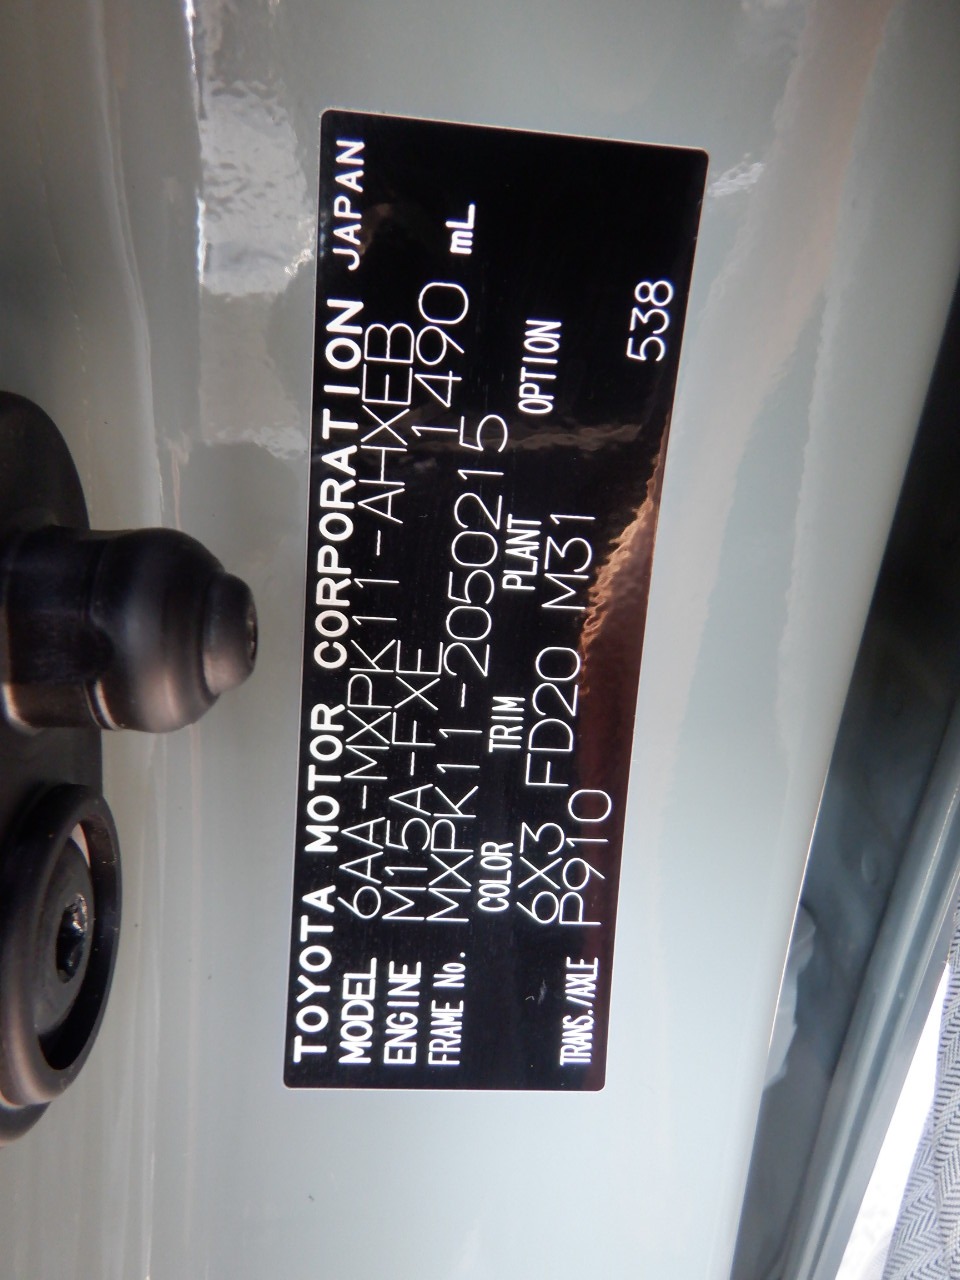 TOYOTA MOTOR CORPORATION JAPAN
MODEL 6AA-MXPK11-AHXEB
ENGINE M15A-FXE 1490 mL
FRAME No. MXPK11-2050215
COLOR TRIM PLANT OPTION
6X3 FD20 M31
TRANS./AXLE P910 538